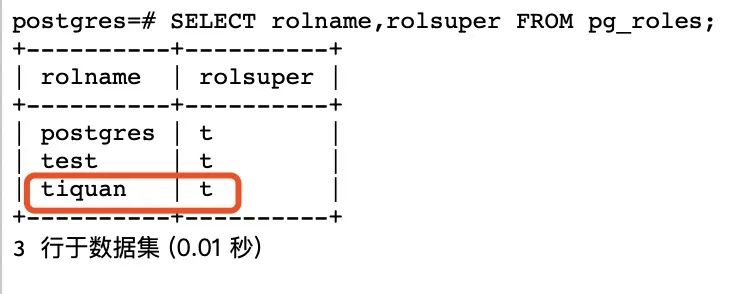 postgres=# SELECT rolname,rolsuper FROM pg_roles;
+----------+----------+
| rolname  | rolsuper |
+----------+----------+
| postgres | t        |
| test     | t        |
| tiquan   | t        |
+----------+----------+
3 行于数据集 (0.01 秒)